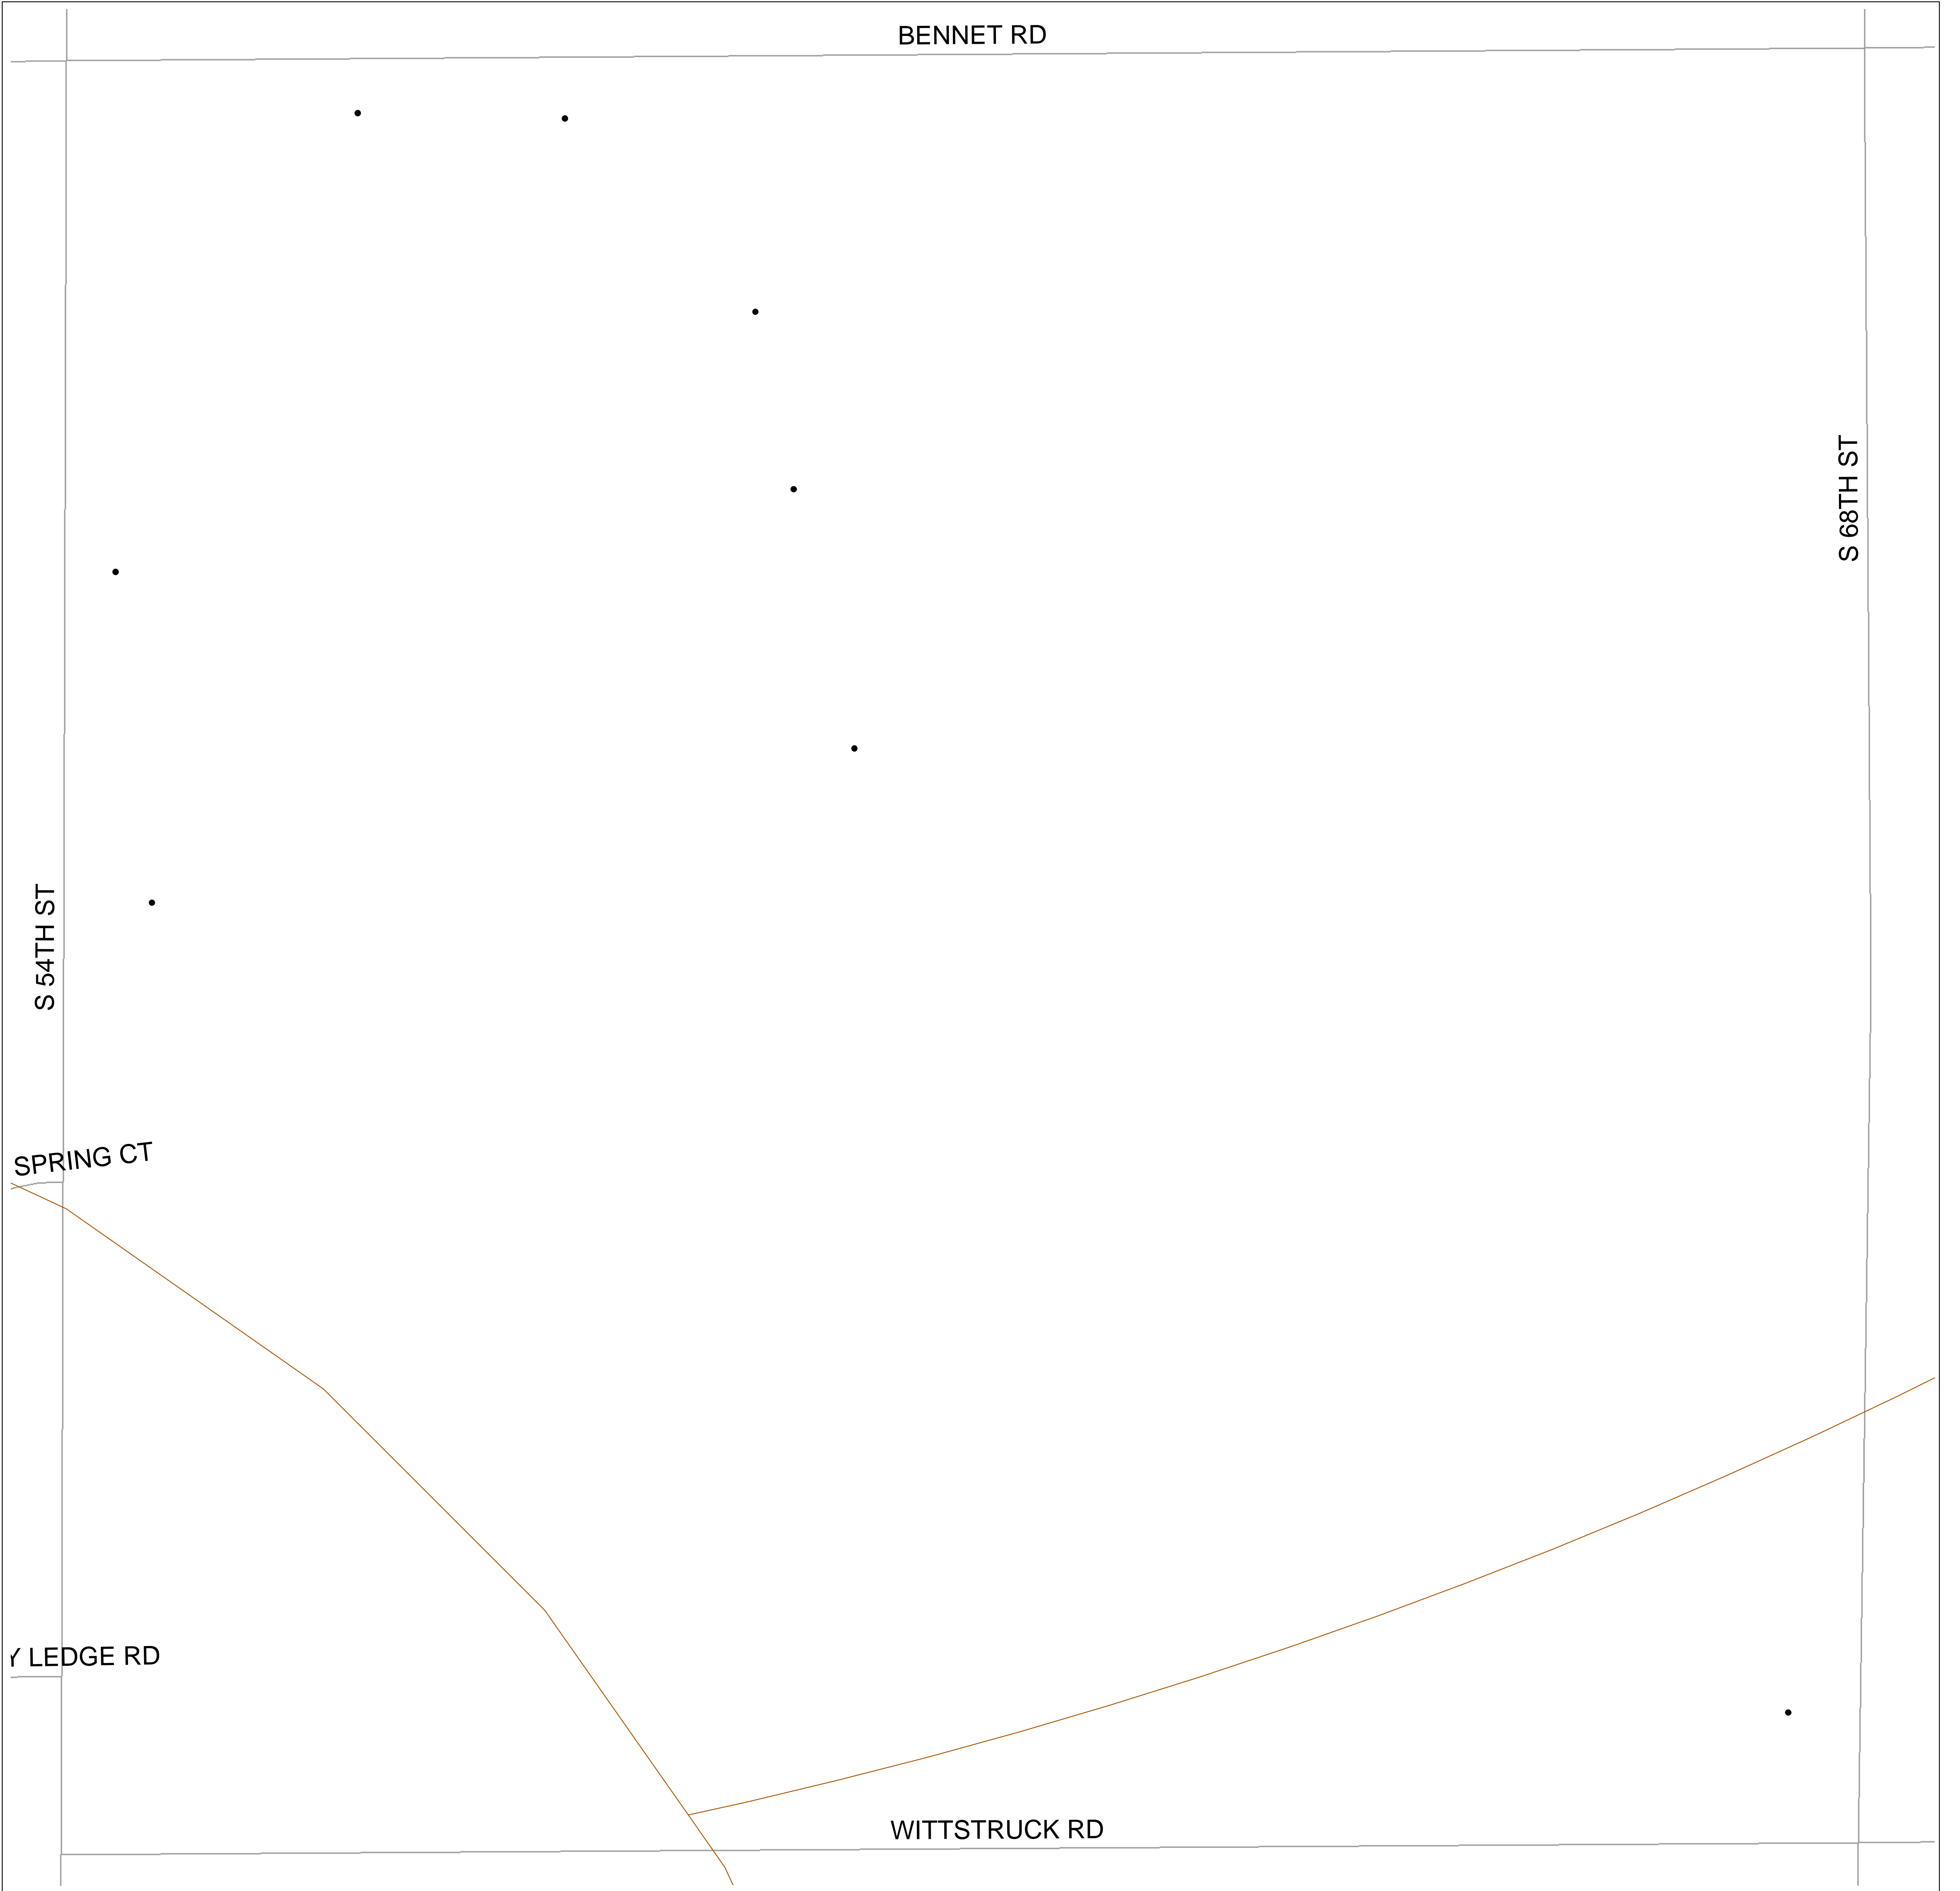 BENNET RD
S 68TH ST
S 54TH ST
SPRING CT
Y LEDGE RD
WITTSTRUCK RD